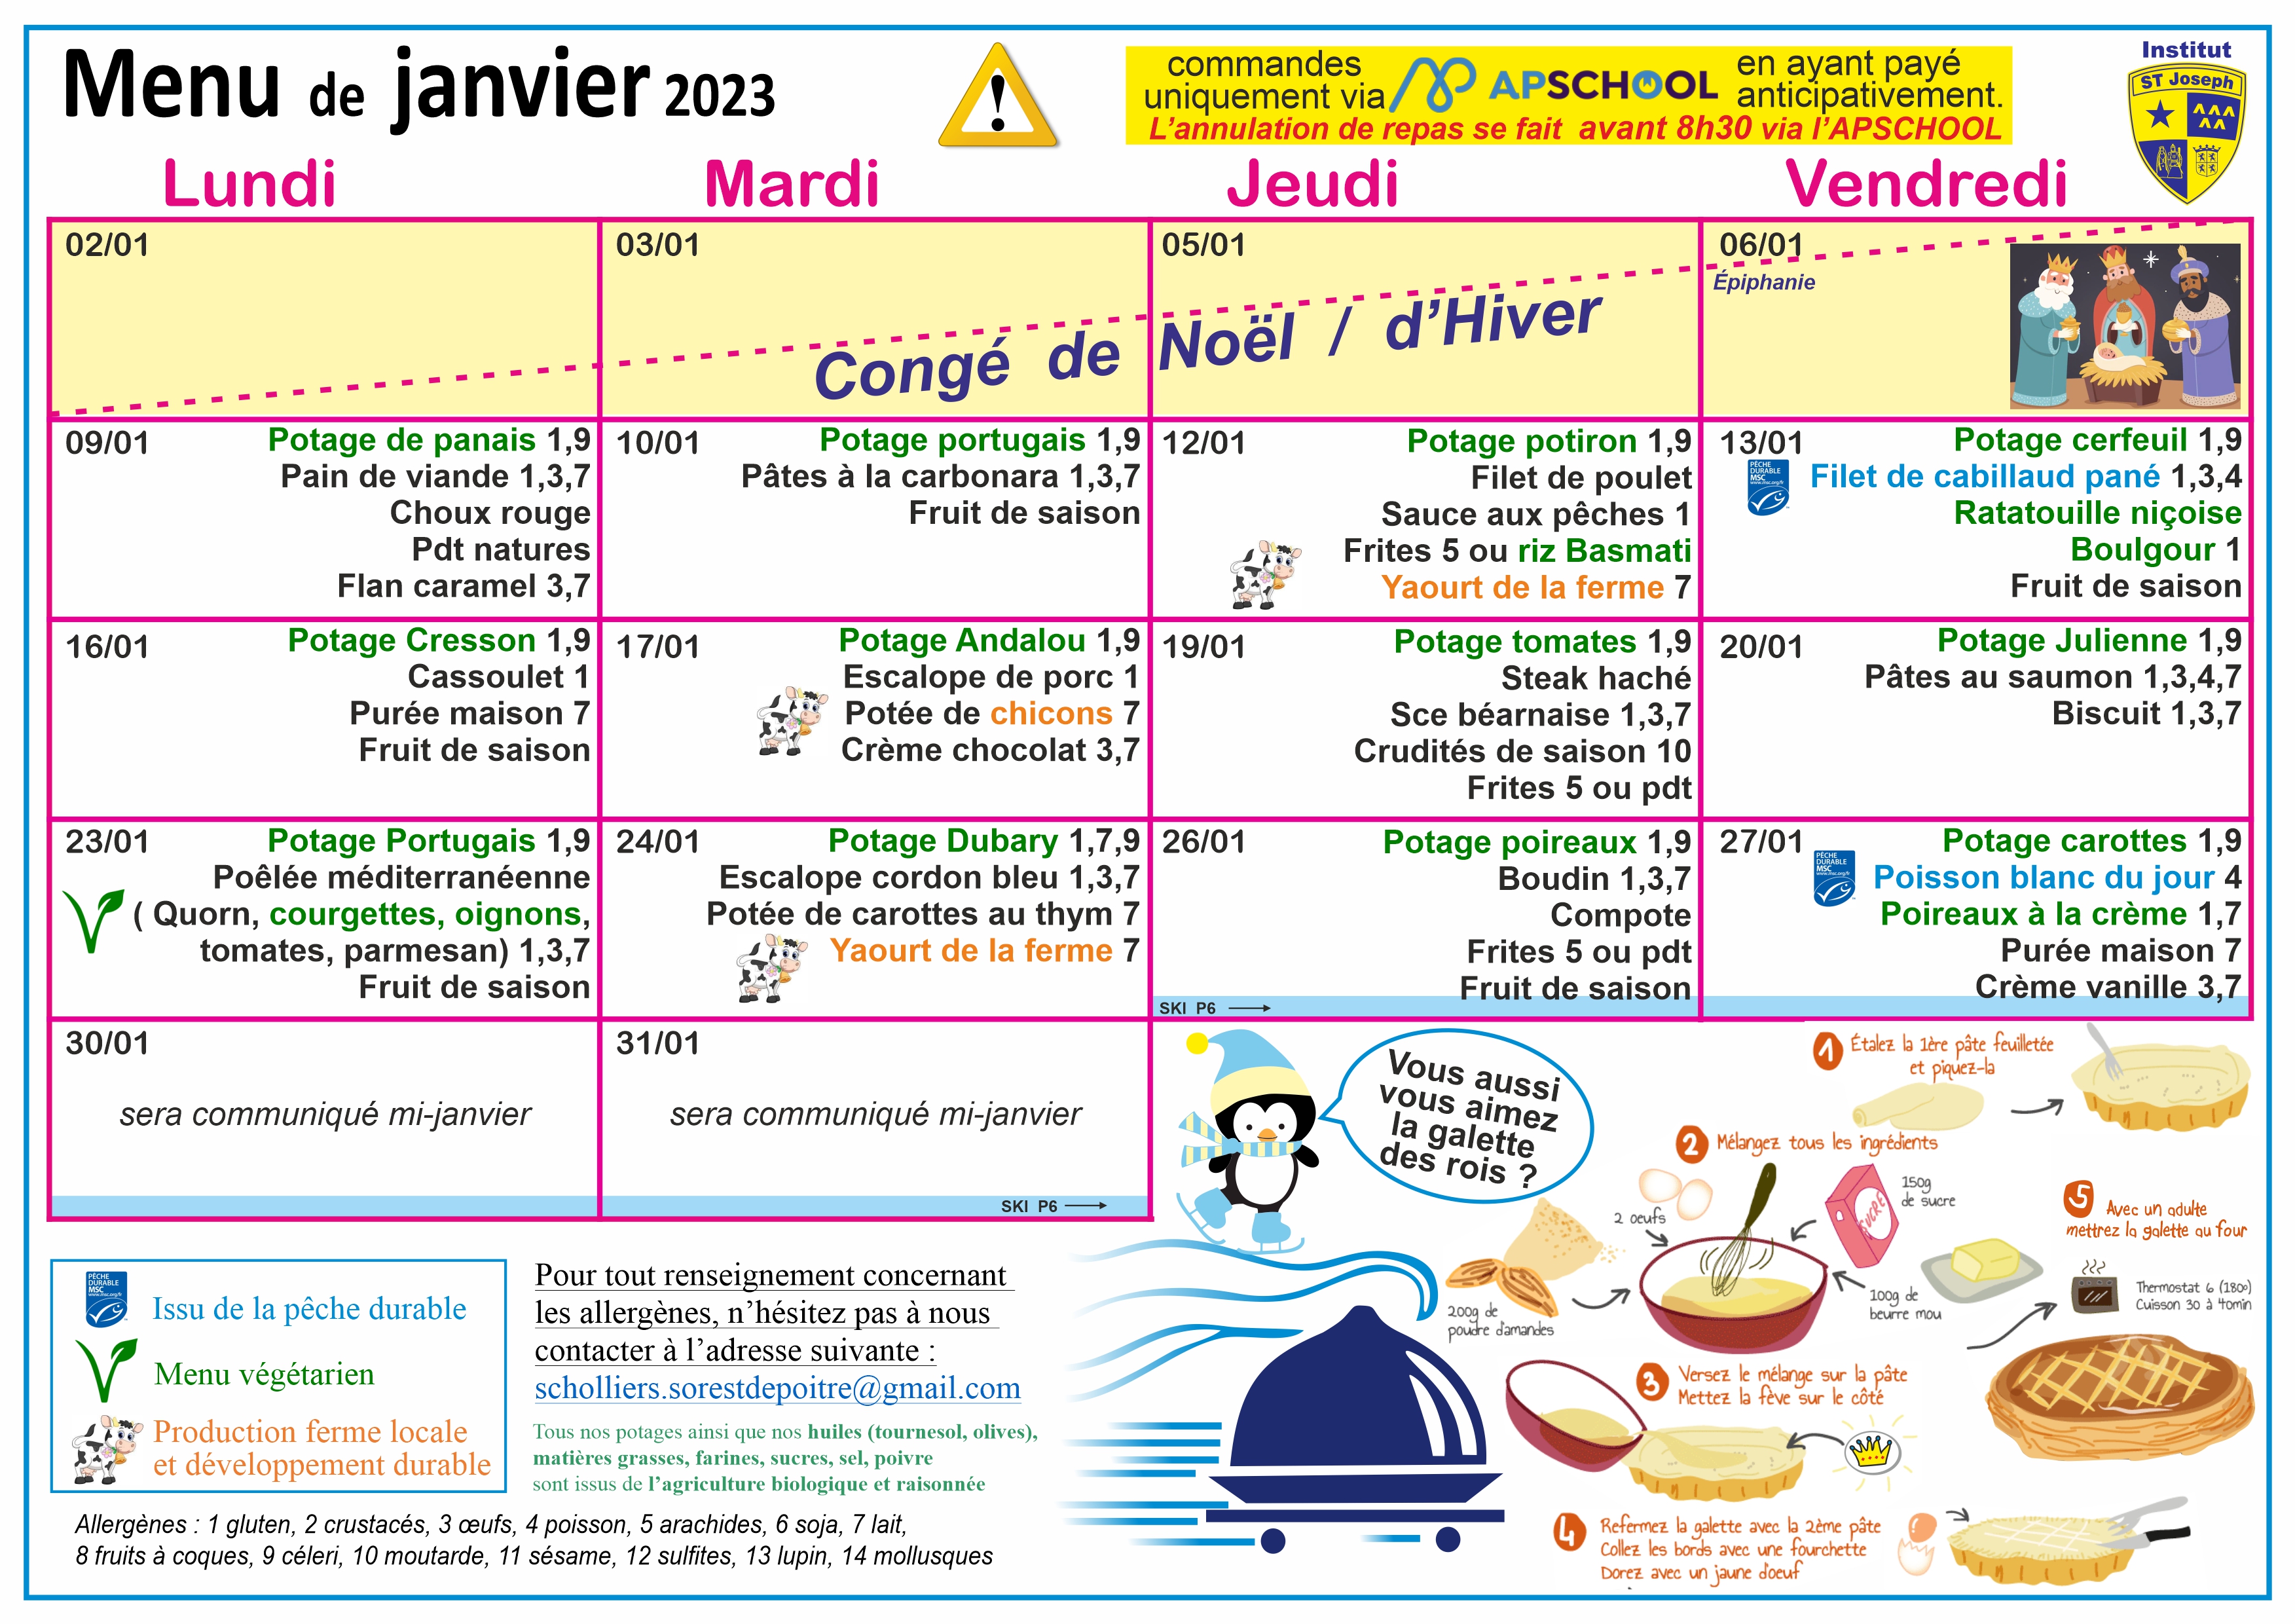 Menu de janvier 2023
commandes
uniquement via
APSCHOOL
en ayant payé
anticipativement.
L'annulation de repas se fait avant 8h30 via l'APSCHOOL
Institut
ST Joseph
Lundi
Mardi
Jeudi
Vendredi
02/01
03/01
05/01
06/01
Épiphanie
Congé de Noël / d'Hiver
09/01
Potage de panais 1,9
Pain de viande 1,3,7
Choux rouge
Pdt natures
Flan caramel 3,7
10/01
Potage portugais 1,9
Pâtes à la carbonara 1,3,7
Fruit de saison
12/01
Potage potiron 1,9
Filet de poulet
Sauce aux pêches 1
Frites 5 ou riz Basmati
Yaourt de la ferme 7
13/01
Potage cerfeuil 1,9
PÊCHE
DURABLE
MSC
www.msc.org/fr
Filet de cabillaud pané 1,3,4
Ratatouille niçoise
Boulgour 1
Fruit de saison
16/01
Potage Cresson 1,9
Cassoulet 1
Purée maison 7
Fruit de saison
17/01
Potage Andalou 1,9
Escalope de porc 1
Potée de chicons 7
Crème chocolat 3,7
19/01
Potage tomates 1,9
Steak haché
Sce béarnaise 1,3,7
Crudités de saison 10
Frites 5 ou pdt
20/01
Potage Julienne 1,9
Pâtes au saumon 1,3,4,7
Biscuit 1,3,7
23/01
Potage Portugais 1,9
Poêlée méditerranéenne
( Quorn, courgettes, oignons,
tomates, parmesan) 1,3,7
Fruit de saison
24/01
Potage Dubary 1,7,9
Escalope cordon bleu 1,3,7
Potée de carottes au thym 7
Yaourt de la ferme 7
26/01
Potage poireaux 1,9
Boudin 1,3,7
Compote
Frites 5 ou pdt
Fruit de saison
SKI P6
27/01
Potage carottes 1,9
PÊCHE
DURABLE
MSC
www.msc.org/fr
Poisson blanc du jour 4
Poireaux à la crème 1,7
Purée maison 7
Crème vanille 3,7
30/01
sera communiqué mi-janvier
31/01
sera communiqué mi-janvier
SKI P6
Vous aussi
vous aimez
la galette
des rois ?
1 Étalez la 1ère pâte feuilletée
et piquez-la
2 Mélangez tous les ingrédients
2 oeufs
SUCRE
150g
de sucre
200g de
poudre d'amandes
100g de
beurre mou
3 Versez le mélange sur la pâte
Mettez la fève sur le côté
4 Refermez la galette avec la 2ème pâte
Collez les bords avec une fourchette
Dorez avec un jaune d'oeuf
5 Avec un adulte
mettrez la galette au four
Thermostat 6 (180º)
Cuisson 30 à 40min
PÊCHE
DURABLE
MSC
www.msc.org/fr
Issu de la pêche durable
Menu végétarien
Production ferme locale
et développement durable
Pour tout renseignement concernant
les allergènes, n'hésitez pas à nous
contacter à l'adresse suivante :
scholliers.sorestdepoitre@gmail.com
Tous nos potages ainsi que nos huiles (tournesol, olives),
matières grasses, farines, sucres, sel, poivre
sont issus de l'agriculture biologique et raisonnée
Allergènes : 1 gluten, 2 crustacés, 3 œufs, 4 poisson, 5 arachides, 6 soja, 7 lait,
8 fruits à coques, 9 céleri, 10 moutarde, 11 sésame, 12 sulfites, 13 lupin, 14 mollusques